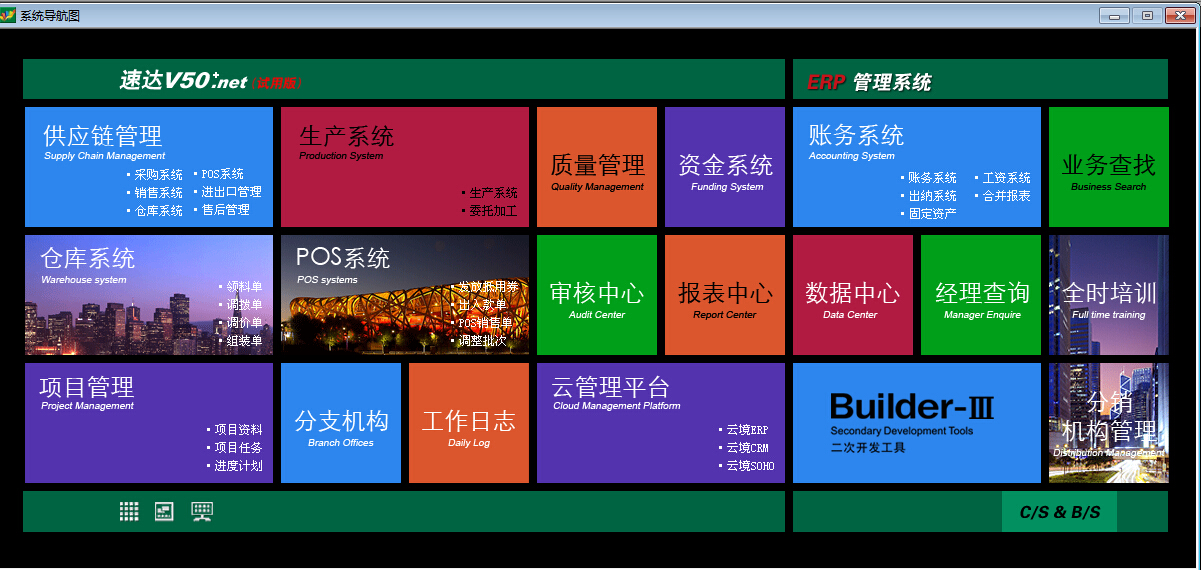 系统导航图
速达V50+.net (试用版)
ERP 管理系统
供应链管理
Supply Chain Management
▪ 采购系统 ▪ POS系统
▪ 销售系统 ▪ 进出口管理
▪ 仓库系统 ▪ 售后管理
生产系统
Production System
▪ 生产系统
▪ 委托加工
质量管理
Quality Management
资金系统
Funding System
账务系统
Accounting System
▪ 账务系统 ▪ 工资系统
▪ 出纳系统 ▪ 合并报表
▪ 固定资产
业务查找
Business Search
仓库系统
Warehouse system
▪ 领料单
▪ 调拨单
▪ 调价单
▪ 组装单
POS系统
POS systems
▪ 发放抵用券
▪ 出入款单
▪ POS销售单
▪ 调整批次
审核中心
Audit Center
报表中心
Report Center
数据中心
Data Center
经理查询
Manager Enquire
全时培训
Full time training
项目管理
Project Management
▪ 项目资料
▪ 项目任务
▪ 进度计划
分支机构
Branch Offices
工作日志
Daily Log
云管理平台
Cloud Management Platform
▪ 云境ERP
▪ 云境CRM
▪ 云境SOHO
Builder-III
Secondary Development Tools
二次开发工具
分销
机构管理
Distribution Management
C/S & B/S